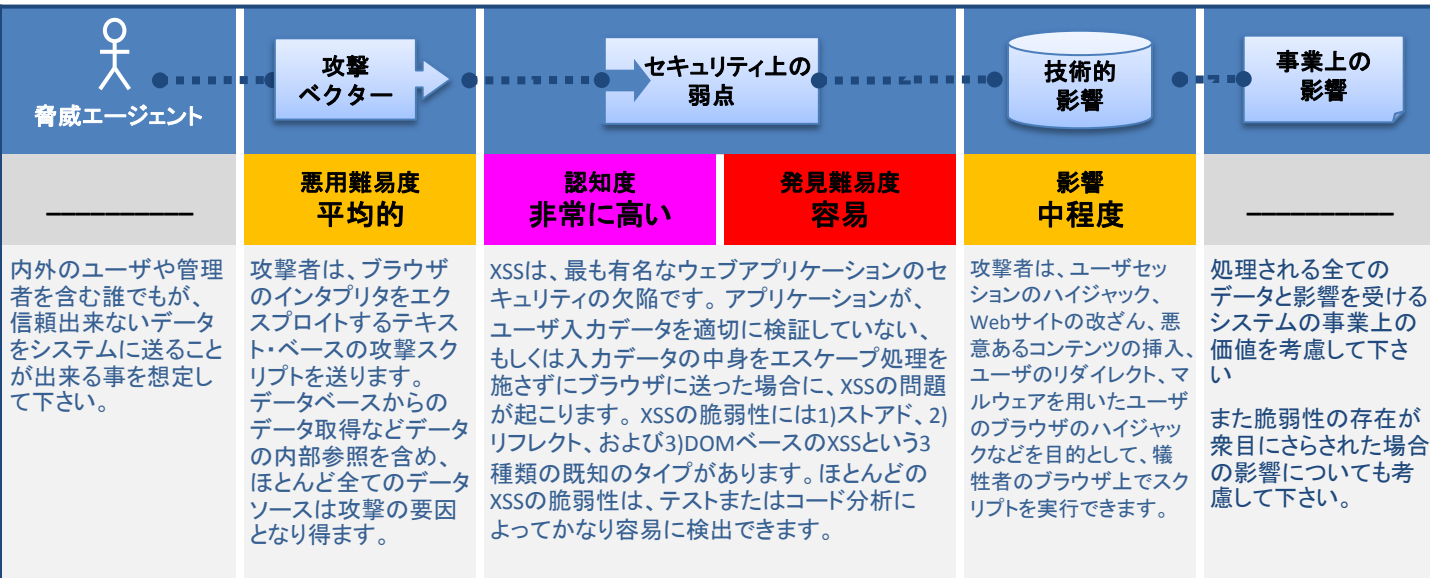 脅威エージェント
攻撃
ベクター
セキュリティ上の
弱点
技術的
影響
事業上の
影響
__________
悪用難易度
平均的
認知度
非常に高い
発見難易度
容易
影響
中程度
__________
内外のユーザや管理
者を含む誰でもが、
信頼出来ないデータ
をシステムに送ること
が出来る事を想定し
て下さい。
攻撃者は、ブラウザ
のインタプリタをエク
スプロイトするテキス
ト・ベースの攻撃スク
リプトを送ります。
データベースからの
データ取得などデータ
の内部参照を含め、
ほとんど全てのデータ
ソースは攻撃の要因
となり得ます。
XSSは、最も有名なウェブアプリケーションのセ
キュリティの欠陥です。アプリケーションが、
ユーザ入力データを適切に検証していない、
もしくは入力データの中身をエスケープ処理を
施さずにブラウザに送った場合に、XSSの問題
が起こります。XSSの脆弱性には1)ストアド、2)
リフレクト、および3)DOMベースのXSSという3
種類の既知のタイプがあります。ほとんどの
XSSの脆弱性は、テストまたはコード分析に
よってかなり容易に検出できます。
攻撃者は、ユーザセッ
ションのハイジャック、
Webサイトの改ざん、悪
意あるコンテンツの挿入、
ユーザのリダイレクト、マ
ルウェアを用いたユーザ
のブラウザのハイジャッ
クなどを目的として、犠
牲者のブラウザ上でスク
リプトを実行できます。
処理される全ての
データと影響を受ける
システムの事業上の
価値を考慮して下さ
い
また脆弱性の存在が
衆目にさらされた場合
の影響についても考
慮して下さい。